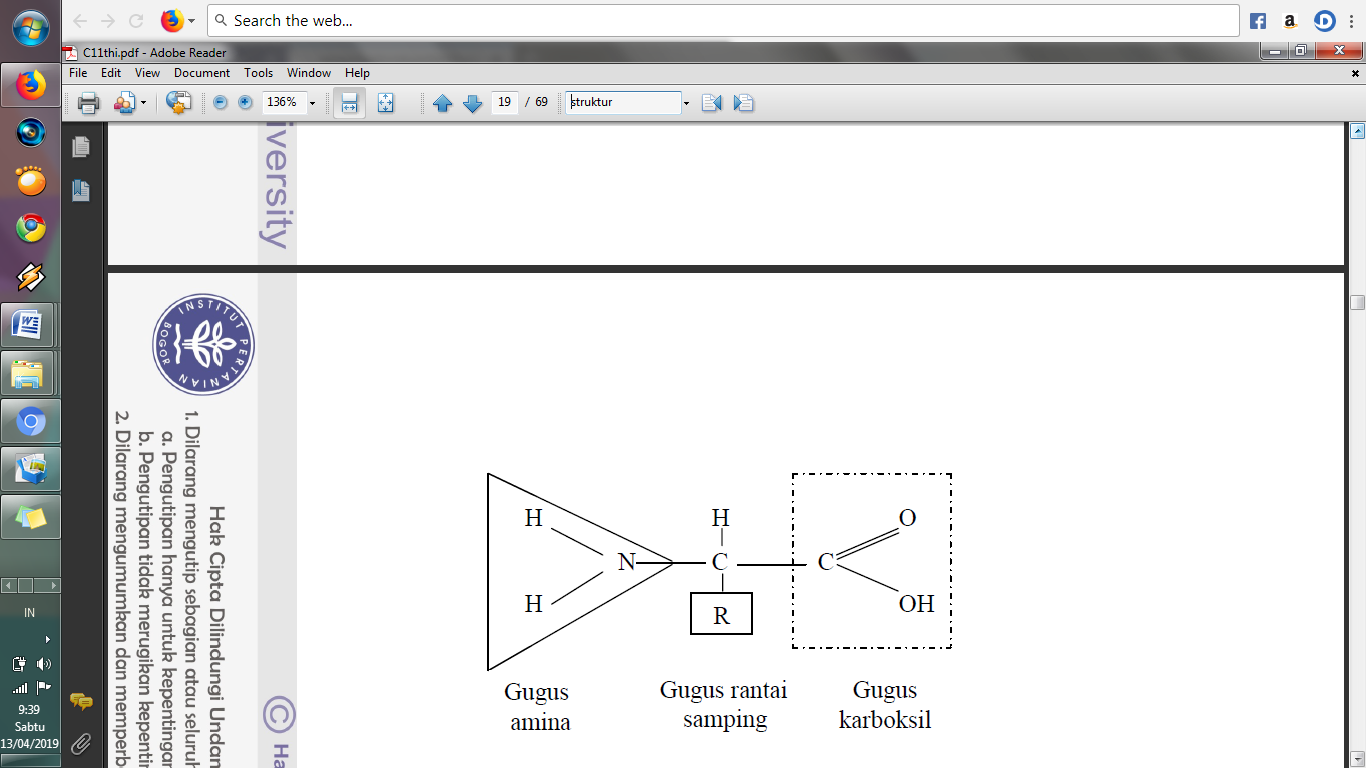 Search the web...
C11thi.pdf - Adobe Reader
File Edit View Document Tools Window Help
136%
19 / 69
struktur
iversity
INSTITUT PERTANIAN
BOGOR
Hak Cipta Dilindungi Undan
1. Dilarang mengutip sebagian atau seluruh
a. Pengutipan hanya untuk kepentingan
b. Pengutipan tidak merugikan kepentin
2. Dilarang mengumumkan dan memperb
© Ha
H H O
N C C
H R OH
Gugus
amina
Gugus rantai
samping
Gugus
karboksil
IN
9:39
Sabtu
13/04/2019